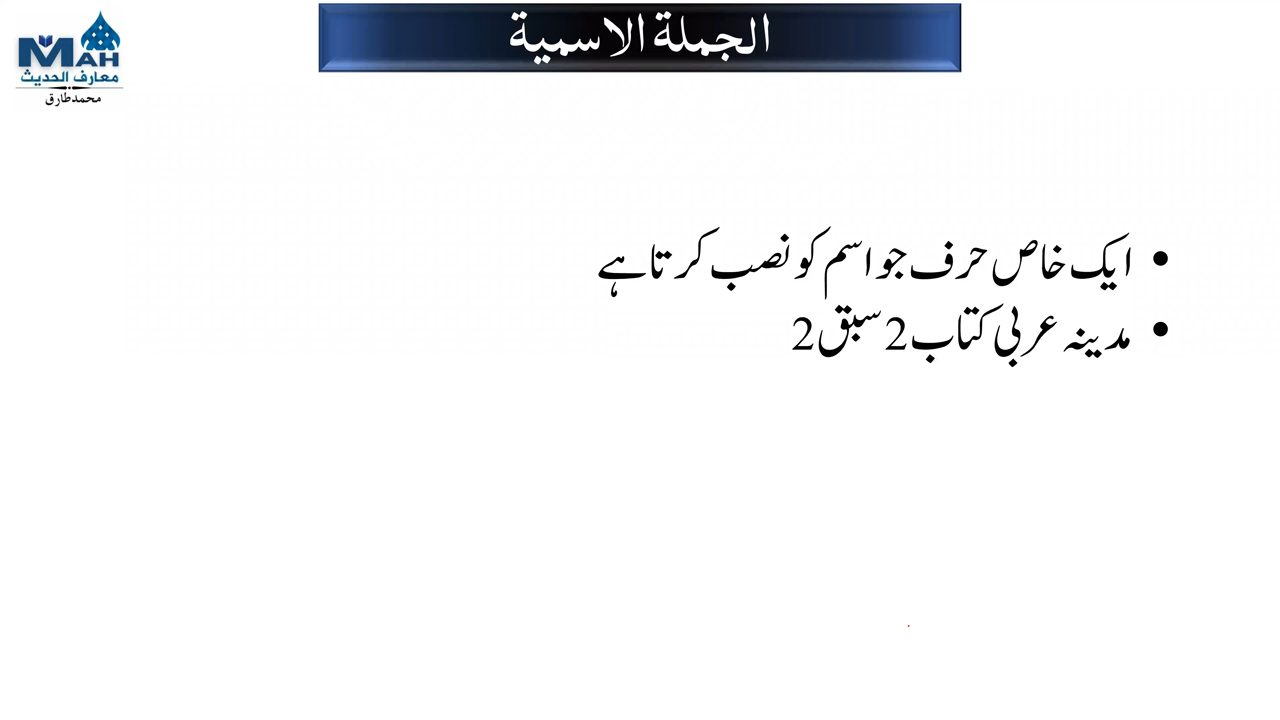 الجملة الاسمية
MAH
معارف الحدیث
محمد طارق
• ایک خاص حرف جو اسم کو نصب کرتا ہے
• مدینہ عربی کتاب 2 سبق 2